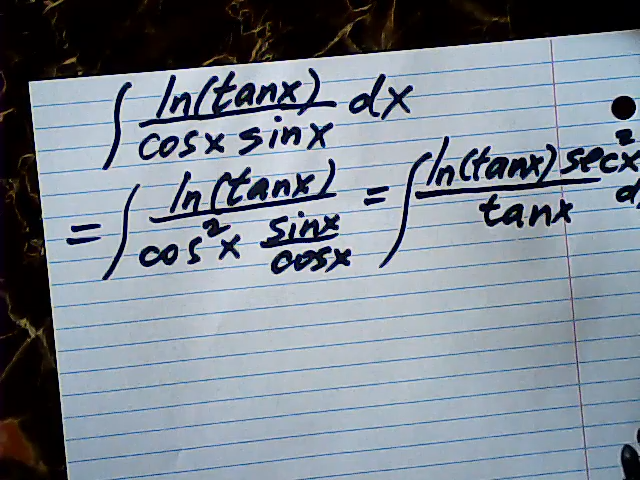 ∫ ln(tanx) / cosx sinx dx
= ∫ ln(tanx) / cos²x sinx/cosx = ∫ ln(tanx) sec²x / tanx d